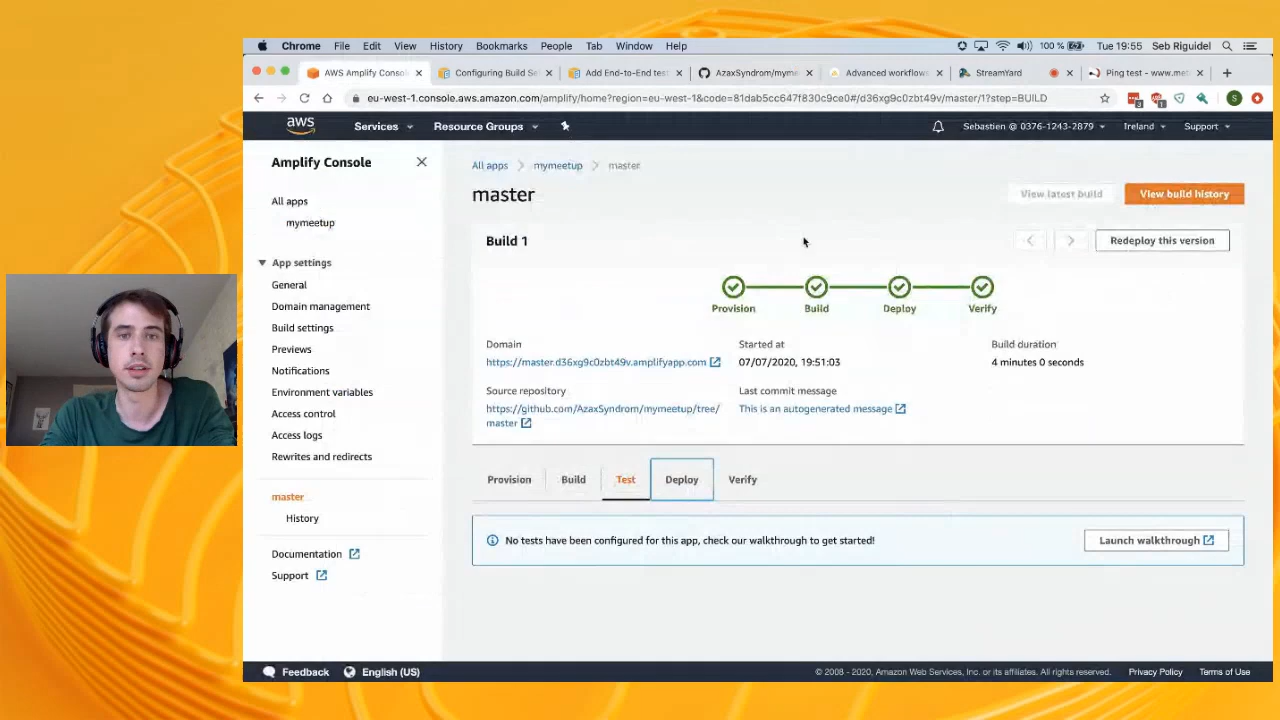 Chrome File Edit View History Bookmarks People Tab Window Help 100 % Tue 19:55 Seb Riguidel
AWS Amplify Consol Configuring Build Se Add End-to-End test AzaxSyndrom/myme Advanced workflows StreamYard Ping test - www.met
eu-west-1.console.aws.amazon.com/amplify/home?region=eu-west-1&code=81dab5cc647f830c9ce0#/d36xg9c0zbt49v/master/1?step=BUILD
aws Services Resource Groups Sebastien @ 0376-1243-2879 Ireland Support
Amplify Console
All apps
mymeetup
App settings
General
Domain management
Build settings
Previews
Notifications
Environment variables
Access control
Access logs
Rewrites and redirects
master
History
Documentation
Support
All apps mymeetup master
master
View latest build View build history
Build 1
Redeploy this version
Provision Build Deploy Verify
Domain
https://master.d36xg9c0zbt49v.amplifyapp.com
Started at
07/07/2020, 19:51:03
Build duration
4 minutes 0 seconds
Source repository
https://github.com/AzaxSyndrom/mymeetup/tree/
master
Last commit message
This is an autogenerated message
Provision Build Test Deploy Verify
No tests have been configured for this app, check our walkthrough to get started!
Launch walkthrough
Feedback English (US) © 2008 - 2020, Amazon Web Services, Inc. or its affiliates. All rights reserved. Privacy Policy Terms of Use